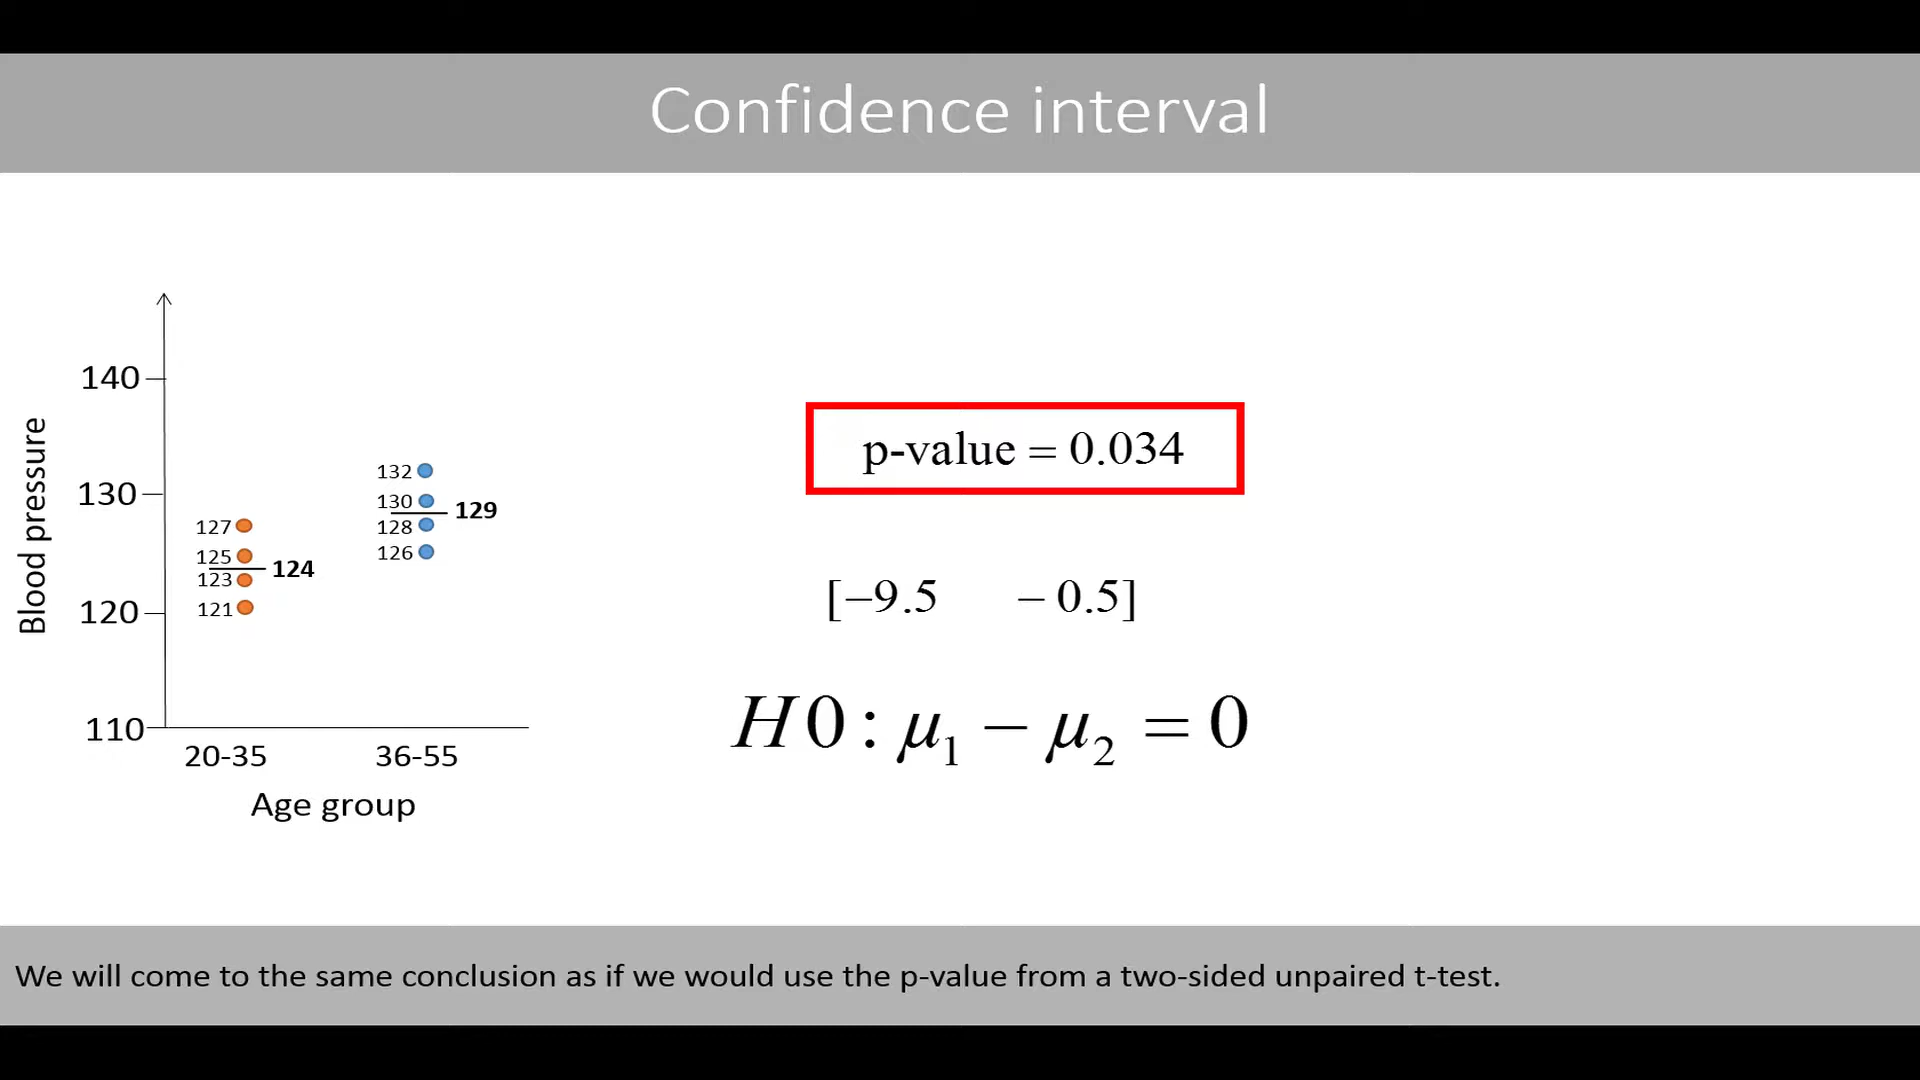 Confidence interval
Blood pressure
140
130
120
110
127
125
123
121
124
132
130
128
126
129
20-35 36-55
Age group
p-value = 0.034
[−9.5 − 0.5]
H0 : μ₁ − μ₂ = 0
We will come to the same conclusion as if we would use the p-value from a two-sided unpaired t-test.